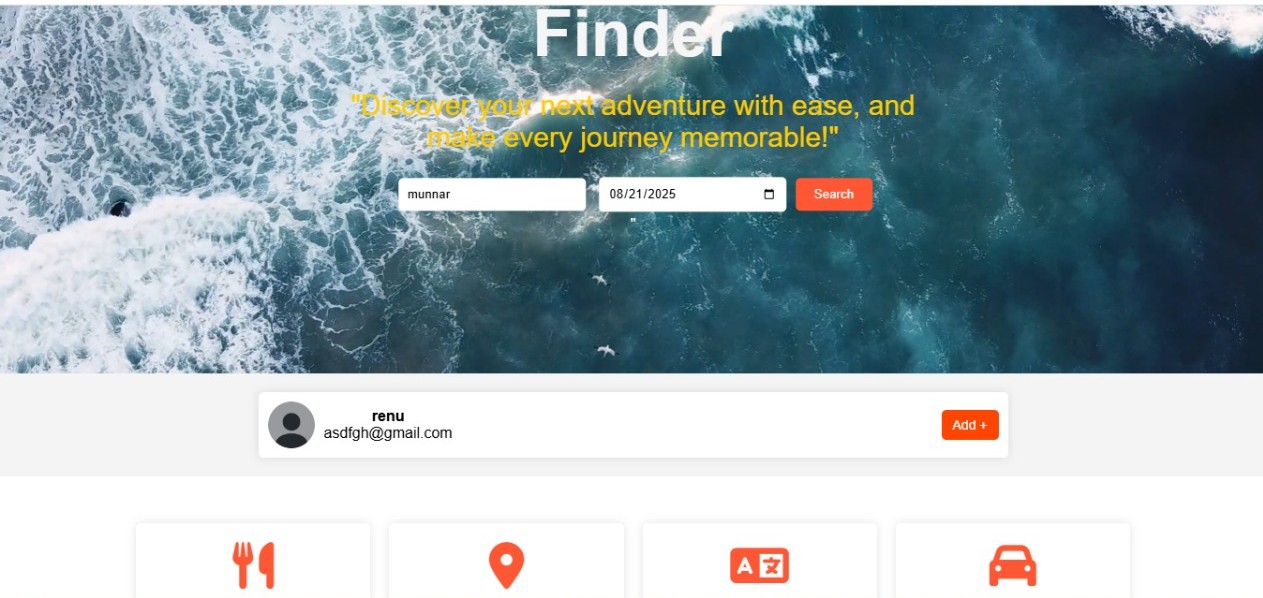 Finder
"Discover your next adventure with ease, and
make every journey memorable!"
munnar 08/21/2025 Search
"
renu
asdfgh@gmail.com
Add +
A 文